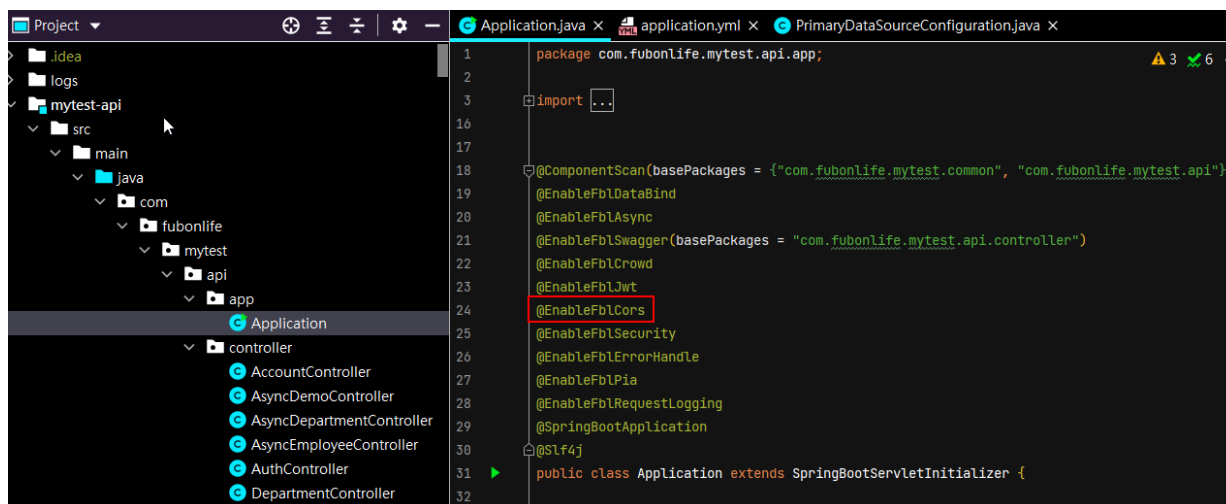 Project
Application.java
application.yml
PrimaryDataSourceConfiguration.java
.idea
logs
mytest-api
src
main
java
com
fubonlife
mytest
api
app
Application
controller
AccountController
AsyncDemoController
AsyncDepartmentController
AsyncEmployeeController
AuthController
DepartmentController
3 6
1 package com.fubonlife.mytest.api.app;
2
3 import ...
16
17
18 @ComponentScan(basePackages = {"com.fubonlife.mytest.common", "com.fubonlife.mytest.api"}
19 @EnableFblDataBind
20 @EnableFblAsync
21 @EnableFblSwagger(basePackages = "com.fubonlife.mytest.api.controller")
22 @EnableFblCrowd
23 @EnableFblJwt
24 @EnableFblCors
25 @EnableFblSecurity
26 @EnableFblErrorHandle
27 @EnableFblPia
28 @EnableFblRequestLogging
29 @SpringBootApplication
30 @Slf4j
31 public class Application extends SpringBootServletInitializer {
32